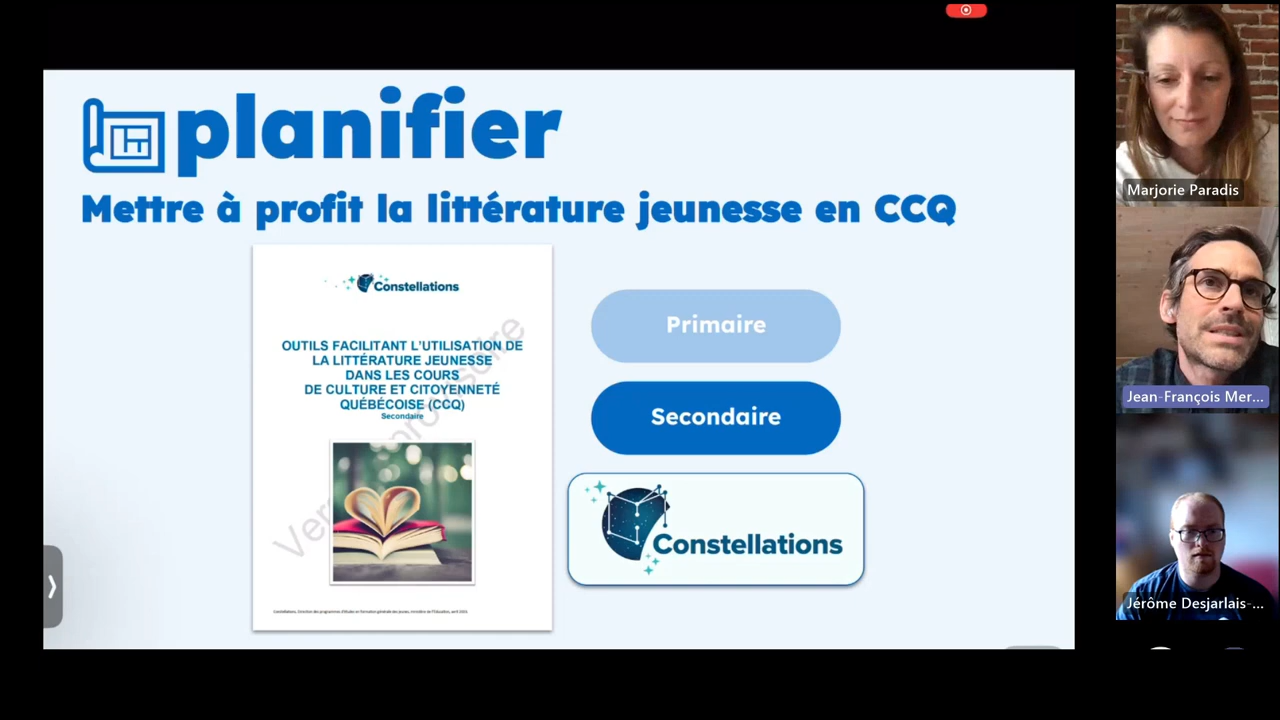 planifier
Mettre à profit la littérature jeunesse en CCQ
Constellations
OUTILS FACILITANT L'UTILISATION DE
LA LITTÉRATURE JEUNESSE
DANS LES COURS
DE CULTURE ET CITOYENNETÉ
QUÉBÉCOISE (CCQ)
Secondaire
Primaire
Secondaire
Constellations
Marjorie Paradis
Jean-François Mer...
Jérôme Desjarlais-...